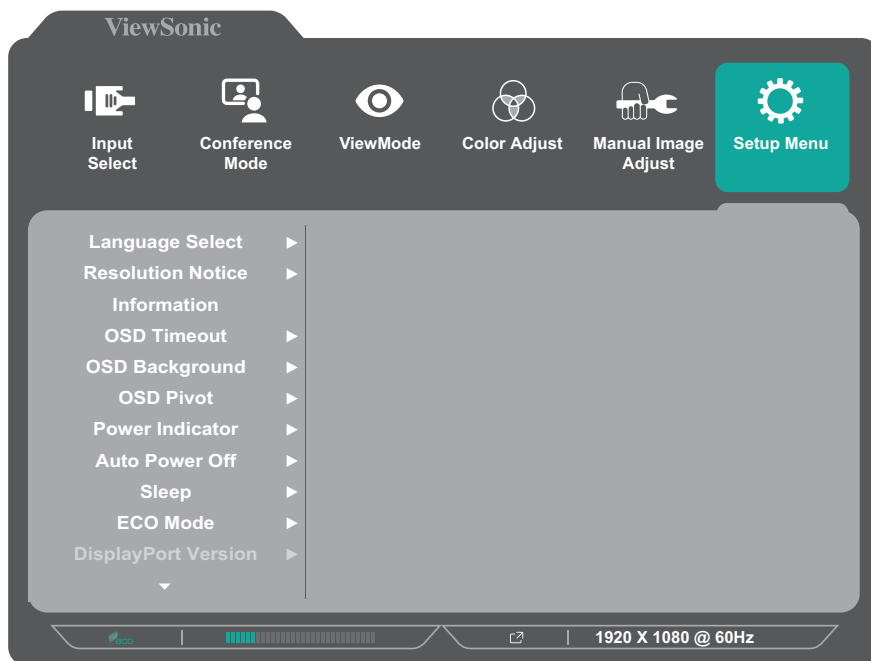 ViewSonic
Input
Select
Conference
Mode
ViewMode
Color Adjust
Manual Image
Adjust
Setup Menu
Language Select
Resolution Notice
Information
OSD Timeout
OSD Background
OSD Pivot
Power Indicator
Auto Power Off
Sleep
ECO Mode
DisplayPort Version
eco
1920 X 1080 @ 60Hz